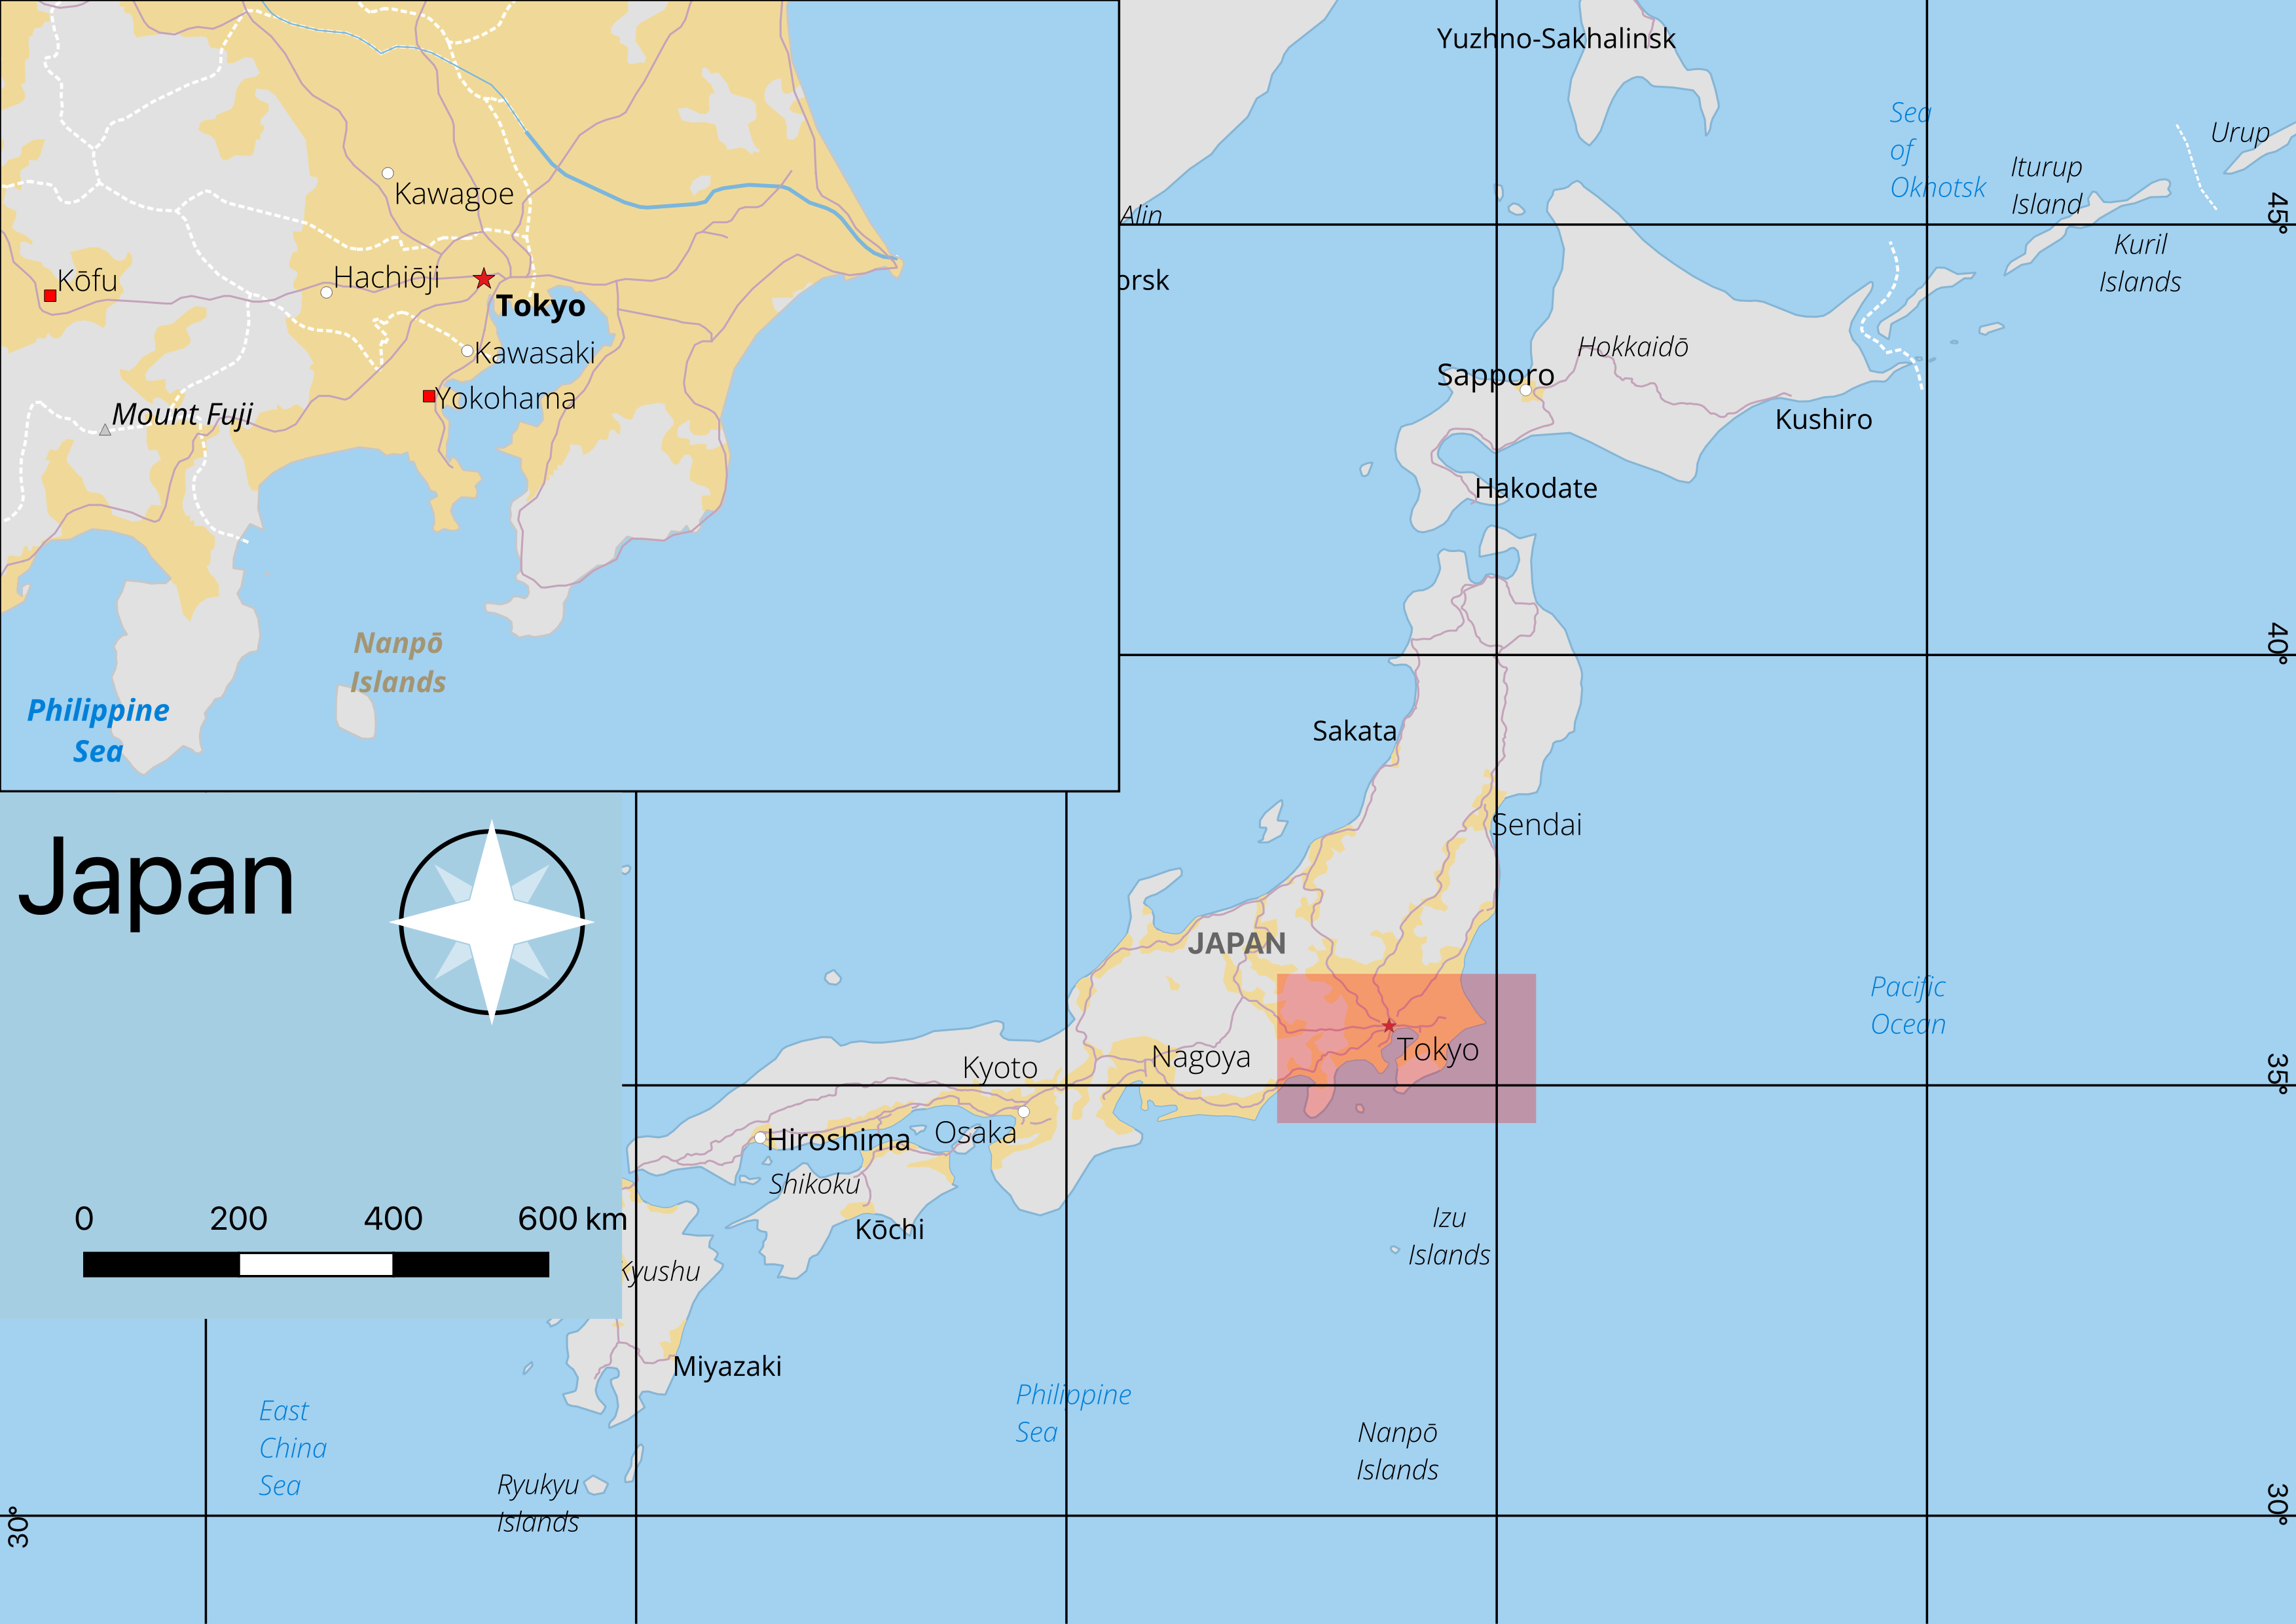 Kawagoe
Kōfu
Hachiōji
Tokyo
Kawasaki
Yokohama
Mount Fuji
Nanpō
Islands
Philippine
Sea
Yuzhno-Sakhalinsk
Sea
of
Okhotsk
Urup
Iturup
Island
Kuril
Islands
Alin
orsk
45°
Hokkaidō
Sapporo
Kushiro
Hakodate
40°
Sakata
Sendai
JAPAN
Pacific
Ocean
Tokyo
Nagoya
Kyoto
35°
Osaka
Hiroshima
Shikoku
Kōchi
Izu
Islands
Kyushu
Miyazaki
Philippine
Sea
Nanpō
Islands
East
China
Sea
Ryukyu
Islands
30°
30°
Japan
0 200 400 600 km